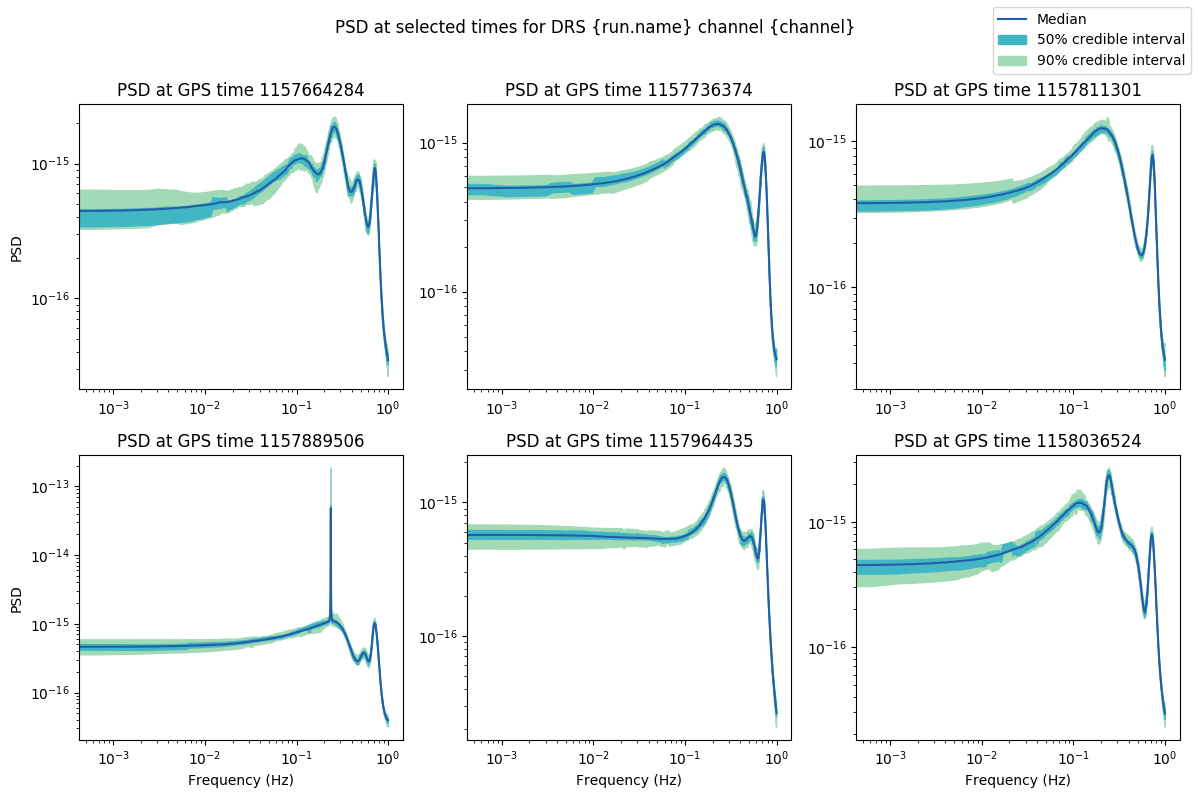 PSD at selected times for DRS {run.name} channel {channel}
Median
50% credible interval
90% credible interval
PSD at GPS time 1157664284
PSD at GPS time 1157736374
PSD at GPS time 1157811301
PSD
10⁻¹⁵
10⁻¹⁶
10⁻³ 10⁻² 10⁻¹ 10⁰
10⁻¹⁵
10⁻¹⁶
10⁻³ 10⁻² 10⁻¹ 10⁰
10⁻¹⁵
10⁻¹⁶
10⁻³ 10⁻² 10⁻¹ 10⁰
PSD at GPS time 1157889506
PSD at GPS time 1157964435
PSD at GPS time 1158036524
PSD
10⁻¹³
10⁻¹⁴
10⁻¹⁵
10⁻¹⁶
10⁻³ 10⁻² 10⁻¹ 10⁰
Frequency (Hz)
10⁻¹⁵
10⁻¹⁶
10⁻³ 10⁻² 10⁻¹ 10⁰
Frequency (Hz)
10⁻¹⁵
10⁻¹⁶
10⁻³ 10⁻² 10⁻¹ 10⁰
Frequency (Hz)